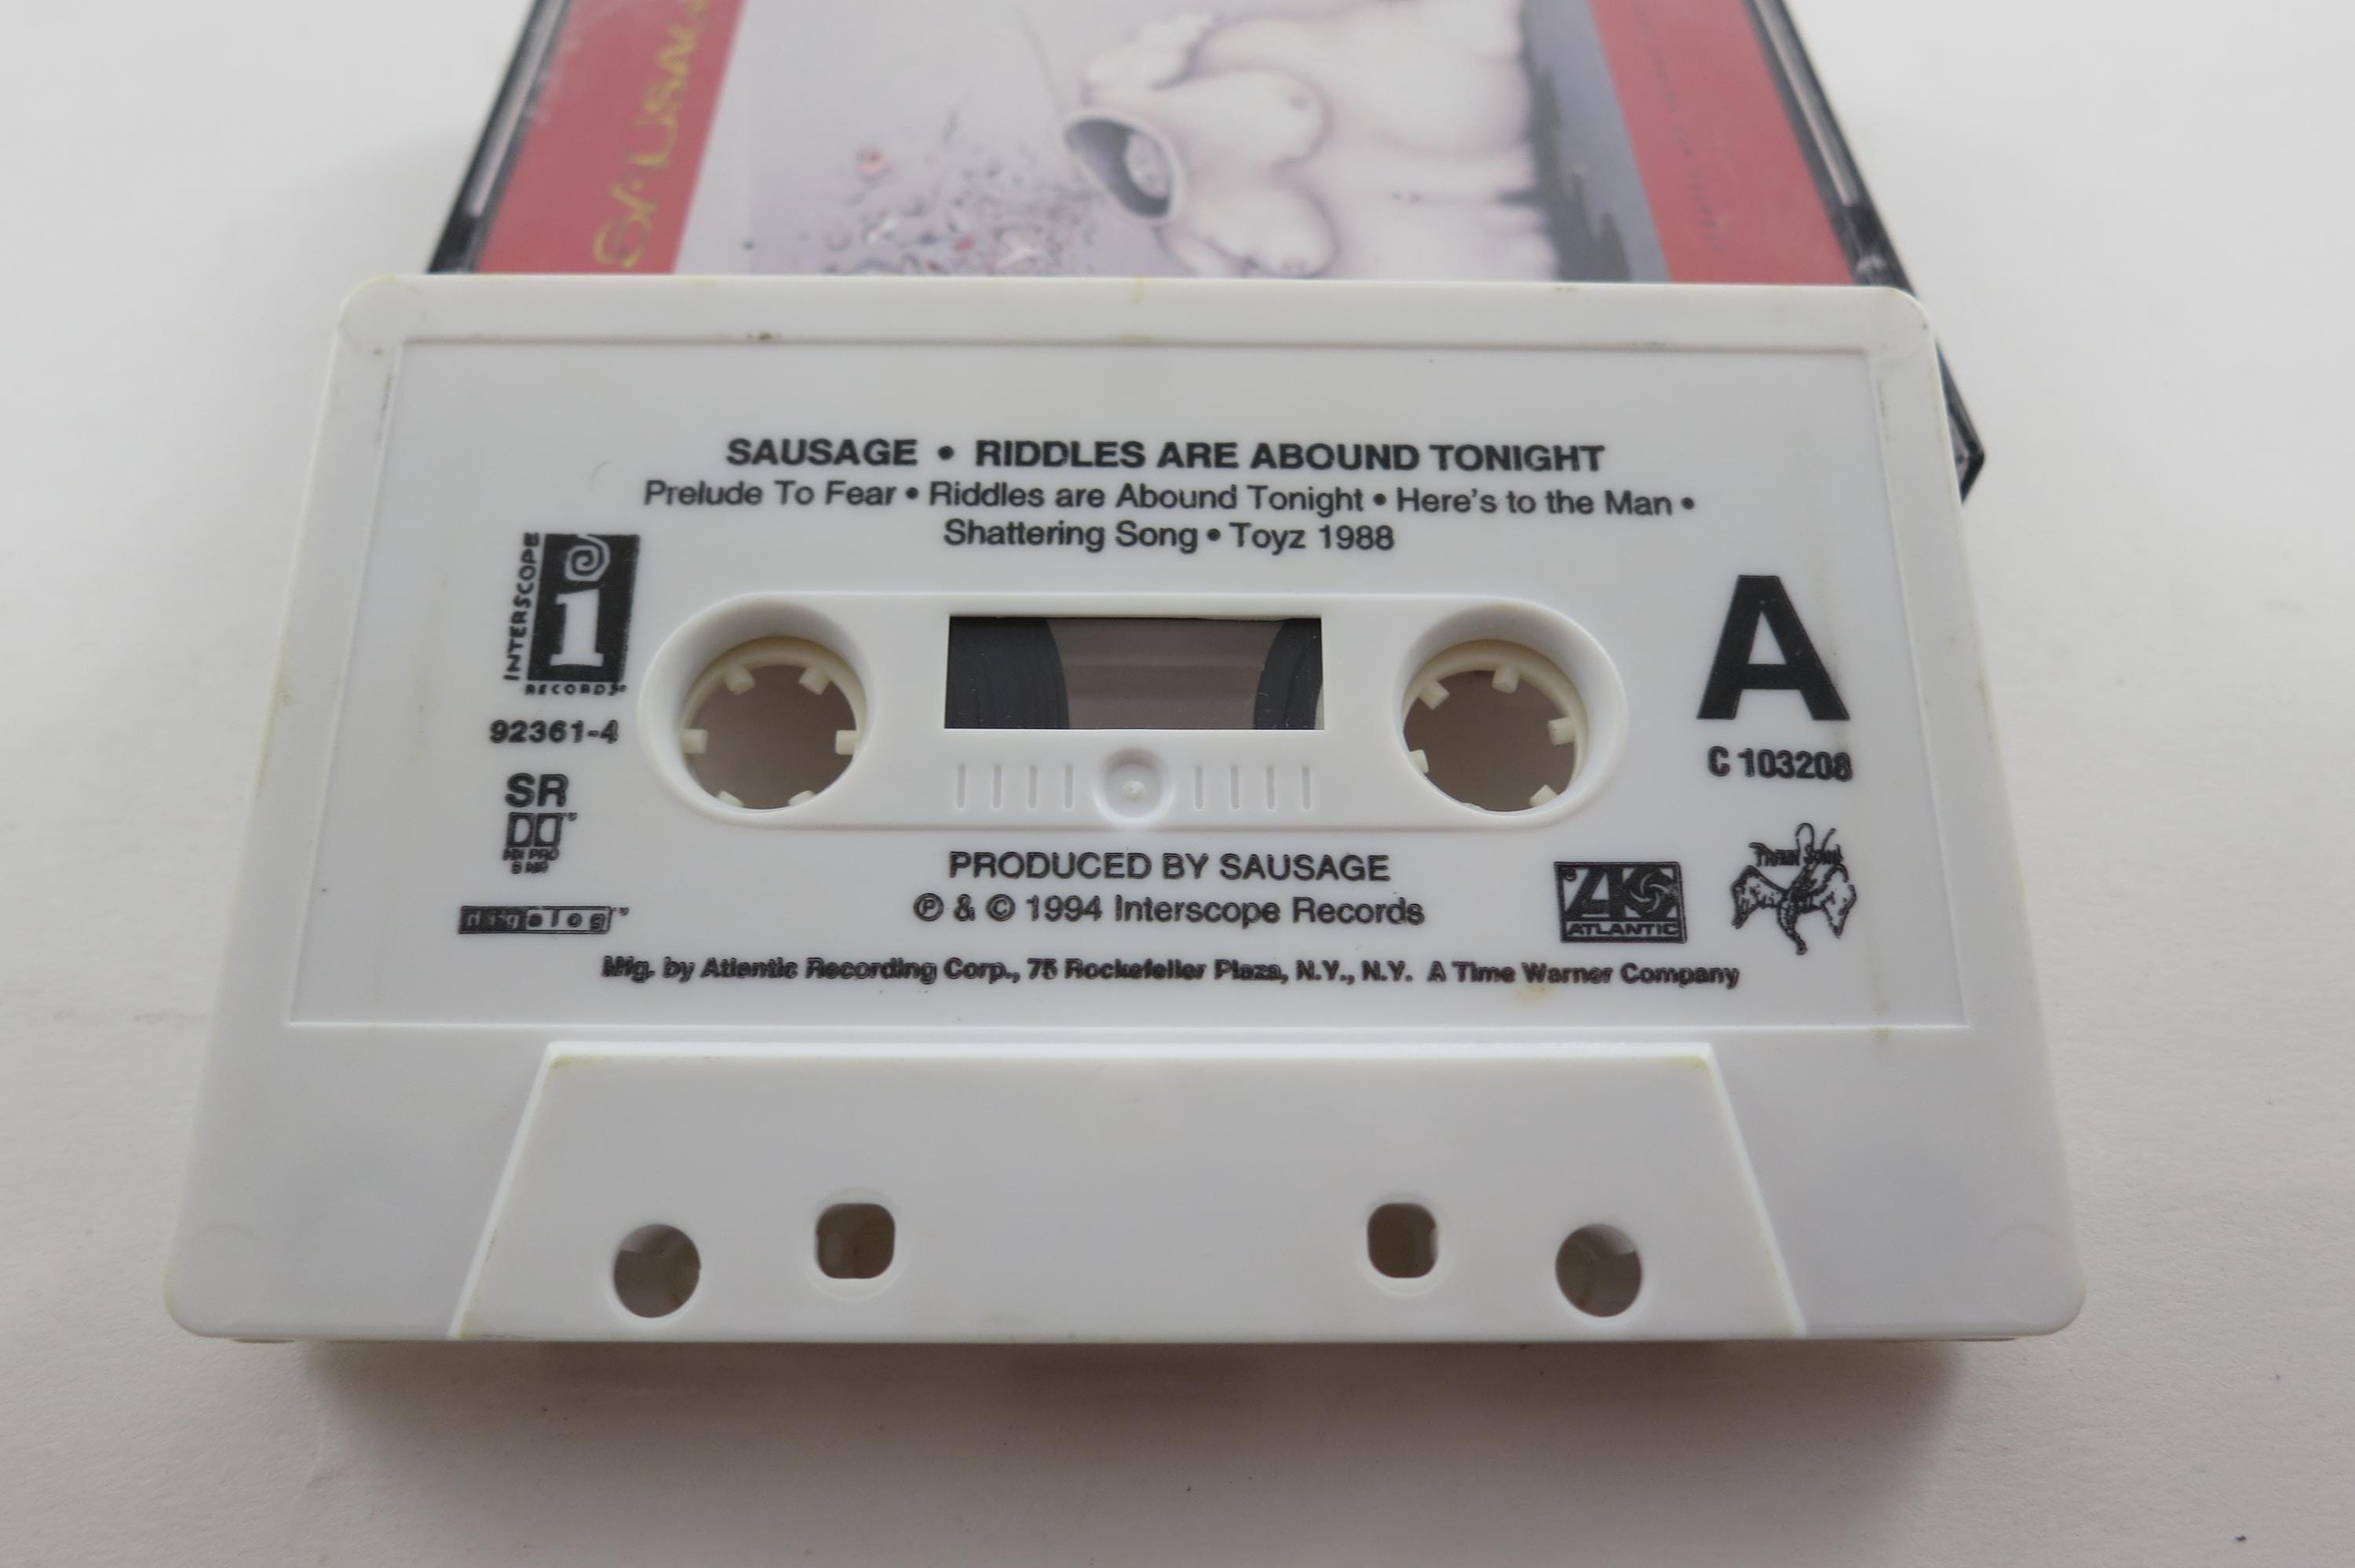 SAUSAGE
SAUSAGE • RIDDLES ARE ABOUND TONIGHT
Prelude To Fear • Riddles are Abound Tonight • Here's to the Man •
Shattering Song • Toyz 1988
INTERSCOPE
i
RECORDS
92361-4
SR
DIGalog™
A
C 103208
PRODUCED BY SAUSAGE
℗ & © 1994 Interscope Records
ATLANTIC
Mfg. by Atlantic Recording Corp., 75 Rockefeller Plaza, N.Y., N.Y. A Time Warner Company